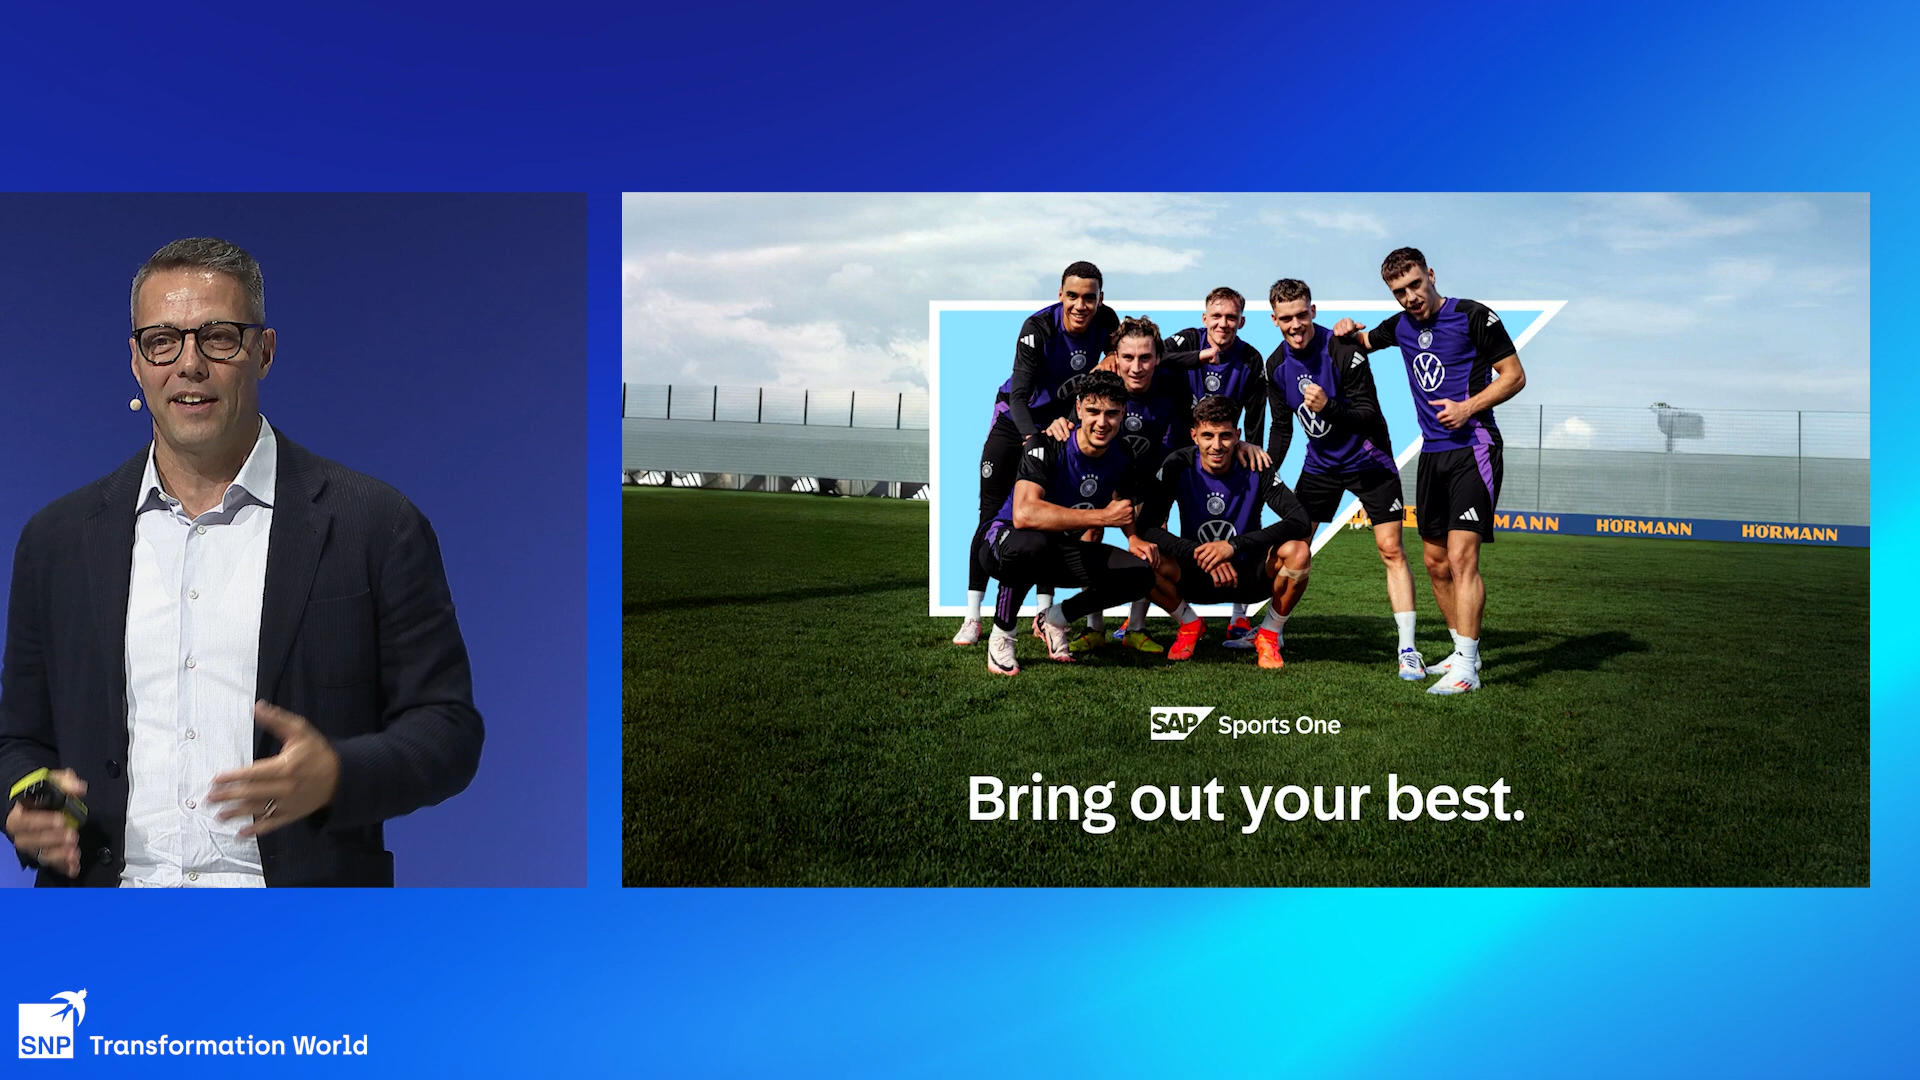 MANN
HÖRMANN
HÖRMANN
SAP Sports One
Bring out your best.
SNP Transformation World